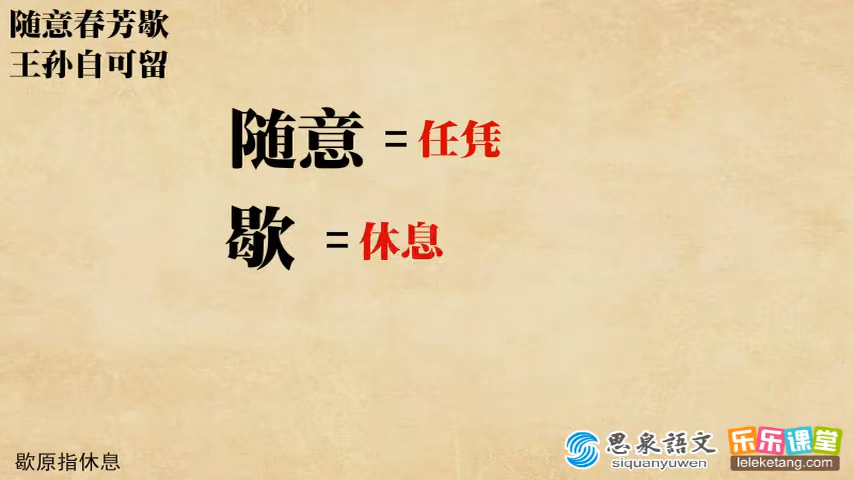 随意春芳歇
王孙自可留
随意=任凭
歇=休息
歇原指休息
思泉語文
siquanyuwen
乐乐课堂
leleketang.com